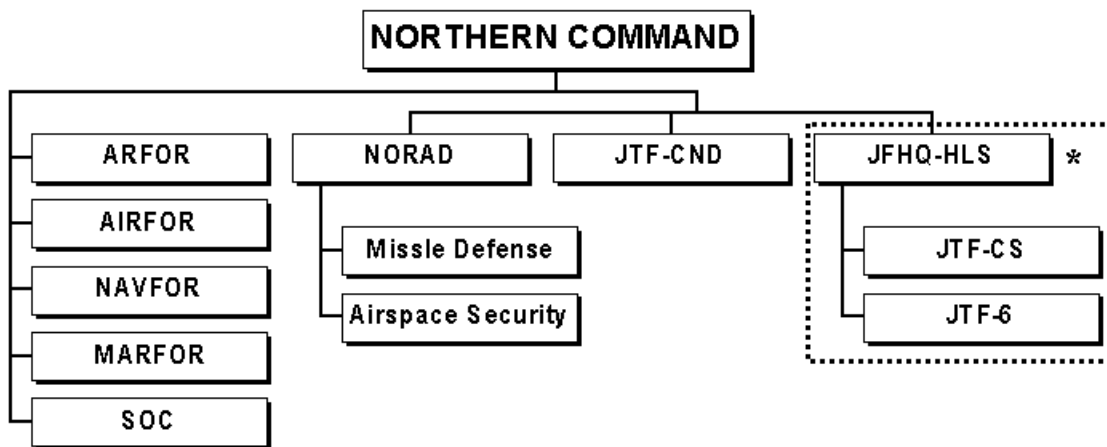 NORTHERN COMMAND
ARFOR
NORAD
JTF-CND
JFHQ-HLS *
AIRFOR
Missle Defense
JTF-CS
NAVFOR
Airspace Security
JTF-6
MARFOR
SOC